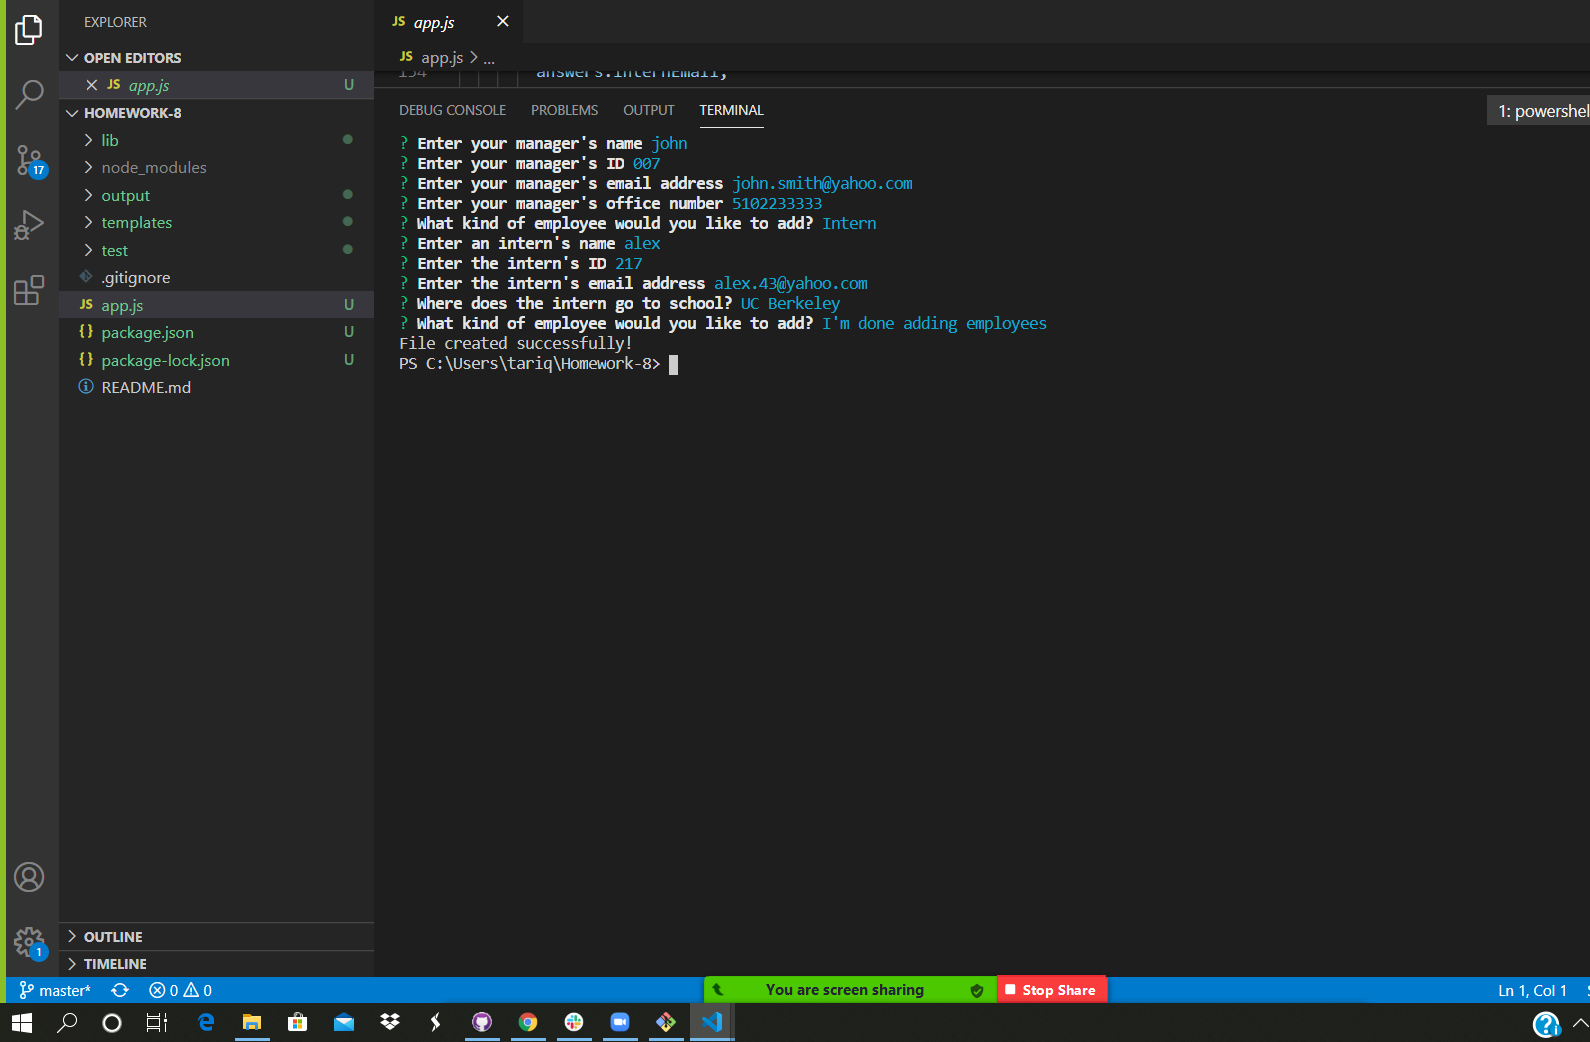 EXPLORER
OPEN EDITORS
JS app.js U
HOMEWORK-8
lib
node_modules
output
templates
test
.gitignore
JS app.js U
{} package.json U
{} package-lock.json U
README.md
OUTLINE
TIMELINE
17
1
JS app.js
JS app.js > ...
154 answers.internEmail,
DEBUG CONSOLE PROBLEMS OUTPUT TERMINAL
1: powershel
? Enter your manager's name john
? Enter your manager's ID 007
? Enter your manager's email address john.smith@yahoo.com
? Enter your manager's office number 5102233333
? What kind of employee would you like to add? Intern
? Enter an intern's name alex
? Enter the intern's ID 217
? Enter the intern's email address alex.43@yahoo.com
? Where does the intern go to school? UC Berkeley
? What kind of employee would you like to add? I'm done adding employees
File created successfully!
PS C:\Users\tariq\Homework-8>
master* 0 0
You are screen sharing Stop Share
Ln 1, Col 1